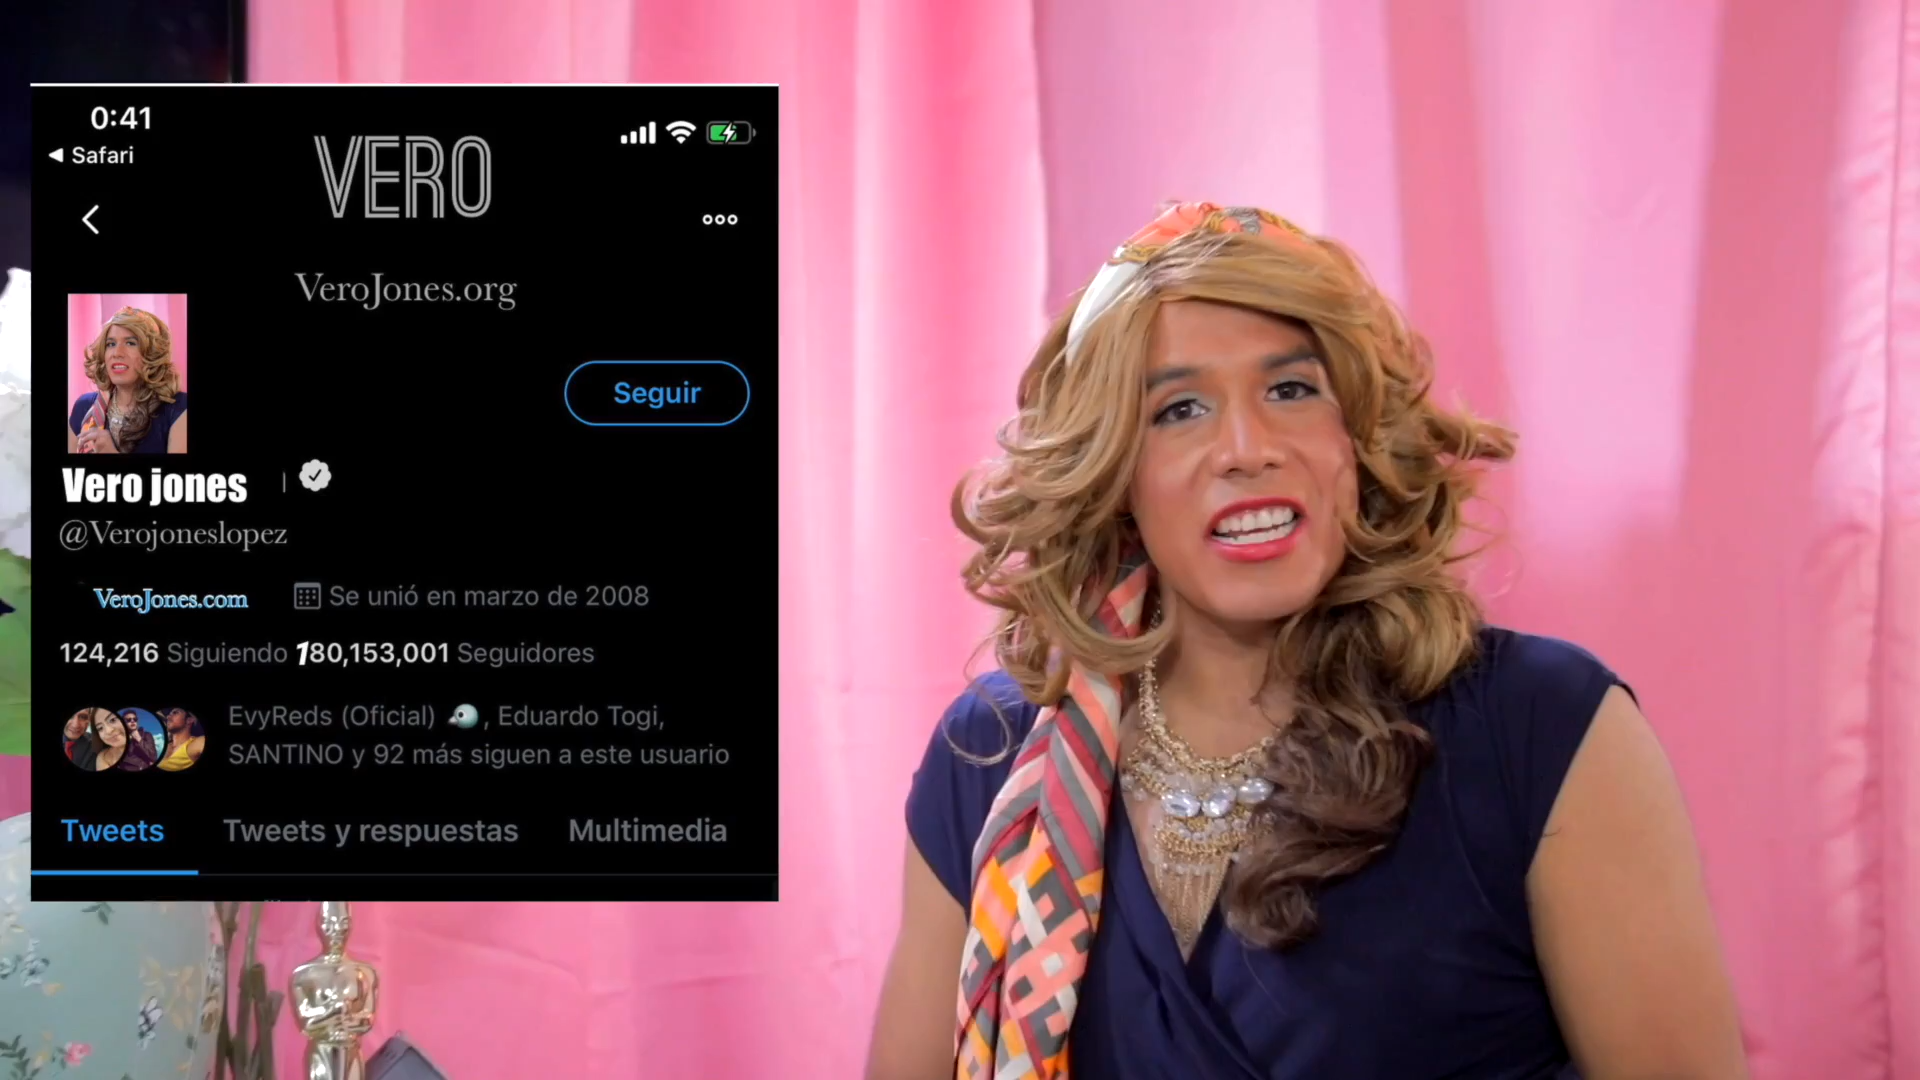 0:41
Safari
VERO
VeroJones.org
Seguir
Vero jones
@Verojoneslopez
VeroJones.com Se unió en marzo de 2008
124,216 Siguiendo 180,153,001 Seguidores
EvyReds (Oficial) , Eduardo Togi,
SANTINO y 92 más siguen a este usuario
Tweets Tweets y respuestas Multimedia